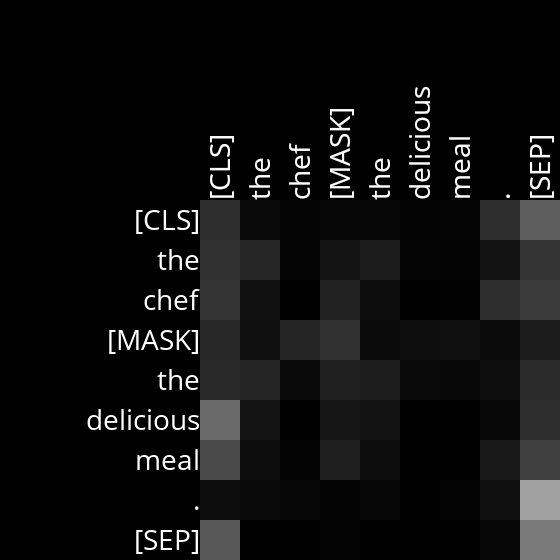 [CLS] the chef [MASK] the delicious meal . [SEP]
[CLS]
the
chef
[MASK]
the
delicious
meal
.
[SEP]